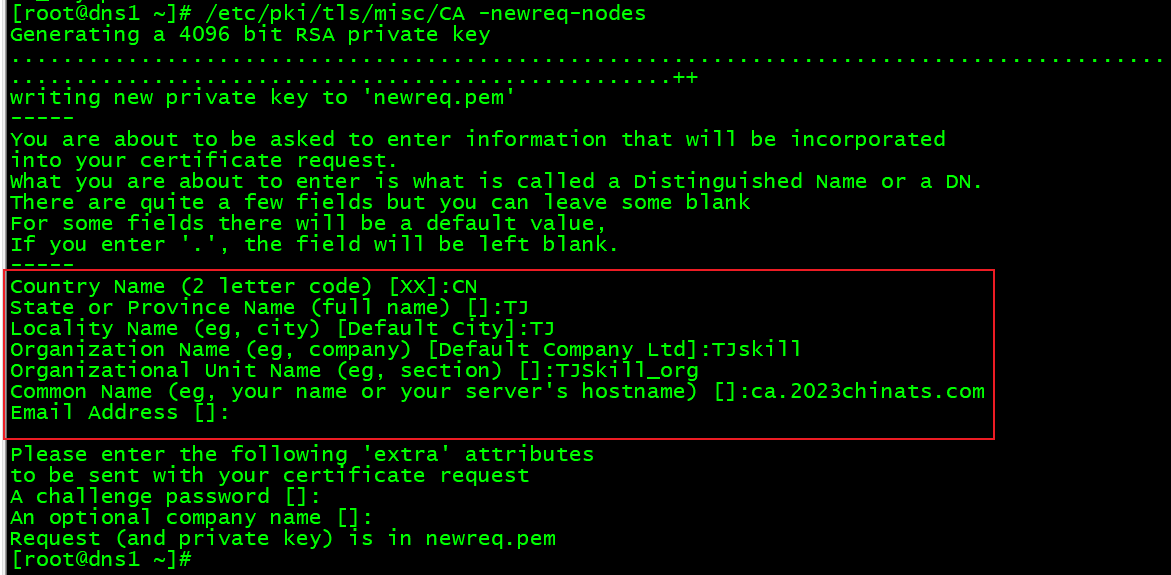 [root@dns1 ~]# /etc/pki/tls/misc/CA -newreq-nodes
Generating a 4096 bit RSA private key
.........................................................................................
...................................................++
writing new private key to 'newreq.pem'
-----
You are about to be asked to enter information that will be incorporated
into your certificate request.
What you are about to enter is what is called a Distinguished Name or a DN.
There are quite a few fields but you can leave some blank
For some fields there will be a default value,
If you enter '.', the field will be left blank.
-----
Country Name (2 letter code) [XX]:CN
State or Province Name (full name) []:TJ
Locality Name (eg, city) [Default City]:TJ
Organization Name (eg, company) [Default Company Ltd]:TJskill
Organizational Unit Name (eg, section) []:TJSkill_org
Common Name (eg, your name or your server's hostname) []:ca.2023chinats.com
Email Address []:
Please enter the following 'extra' attributes
to be sent with your certificate request
A challenge password []:
An optional company name []:
Request (and private key) is in newreq.pem
[root@dns1 ~]#